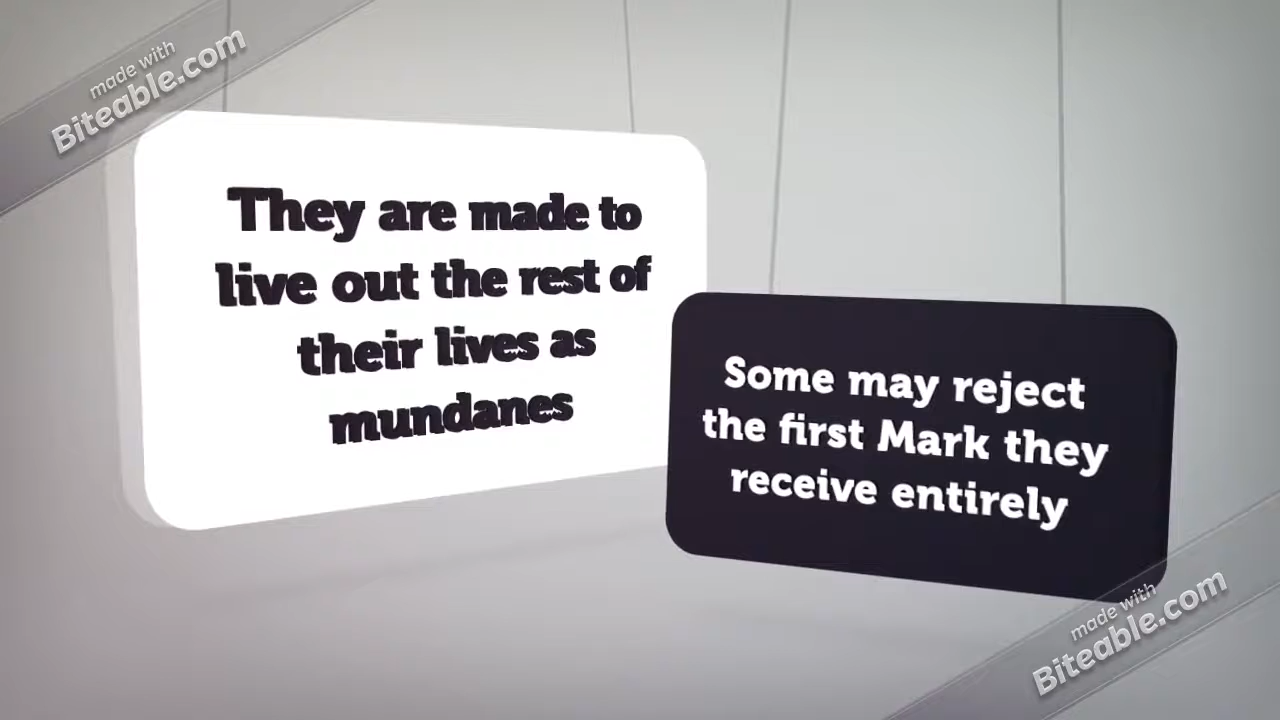 made with
Biteable.com
They are made to
live out the rest of
their lives as
mundanes
Some may reject
the first Mark they
receive entirely
made with
Biteable.com